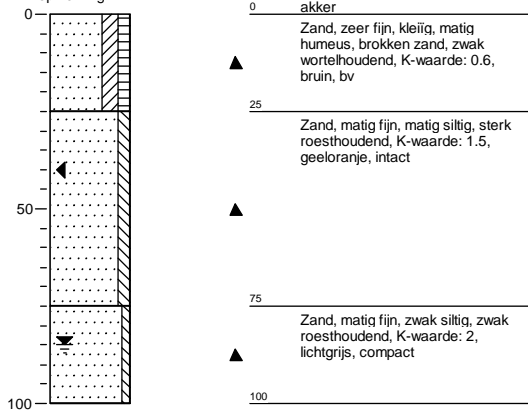 0
50
100
0
akker
Zand, zeer fijn, kleiïg, matig
humeus, brokken zand, zwak
wortelhoudend, K-waarde: 0.6,
bruin, bv
25
Zand, matig fijn, matig siltig, sterk
roesthoudend, K-waarde: 1.5,
geeloranje, intact
75
Zand, matig fijn, zwak siltig, zwak
roesthoudend, K-waarde: 2,
lichtgrijs, compact
100